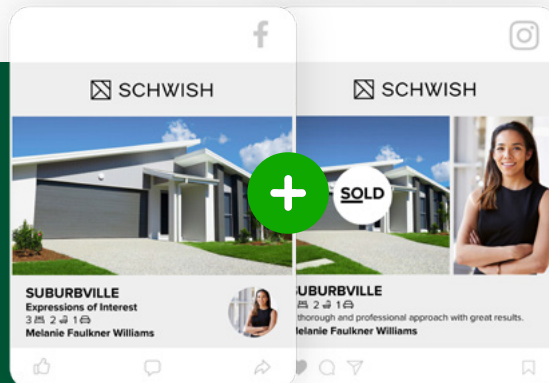 SCHWISH
SUBURBVILLE
Expressions of Interest
3 2 1
Melanie Faulkner Williams
SCHWISH
SOLD
SUBURBVILLE
2 1
thorough and professional approach with great results.
Melanie Faulkner Williams